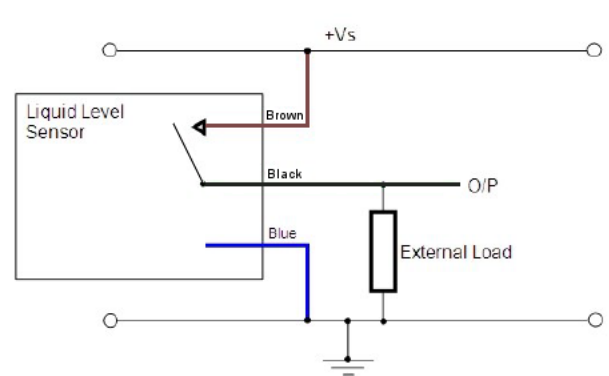 +Vs
Liquid Level
Sensor
Brown
Black
O/P
Blue
External Load